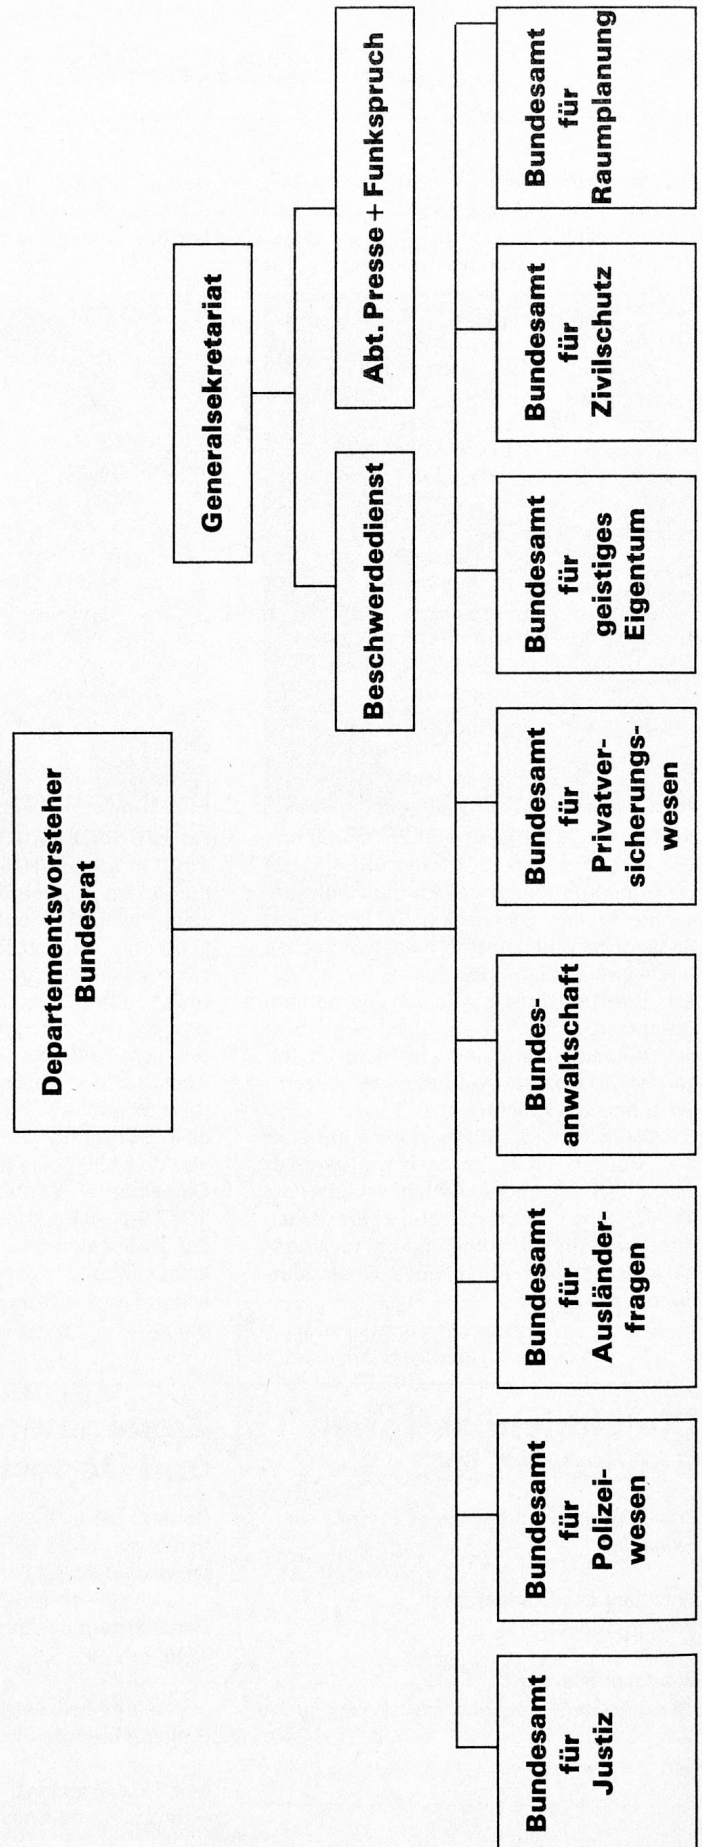 Departementsvorsteher
Bundesrat
Generalsekretariat
Beschwerdedienst
Abt. Presse + Funkspruch
Bundesamt
für
Justiz
Bundesamt
für
Polizei-
wesen
Bundesamt
für
Ausländer-
fragen
Bundes-
anwaltschaft
Bundesamt
für
Privatver-
sicherungs-
wesen
Bundesamt
für
geistiges
Eigentum
Bundesamt
für
Zivilschutz
Bundesamt
für
Raumplanung